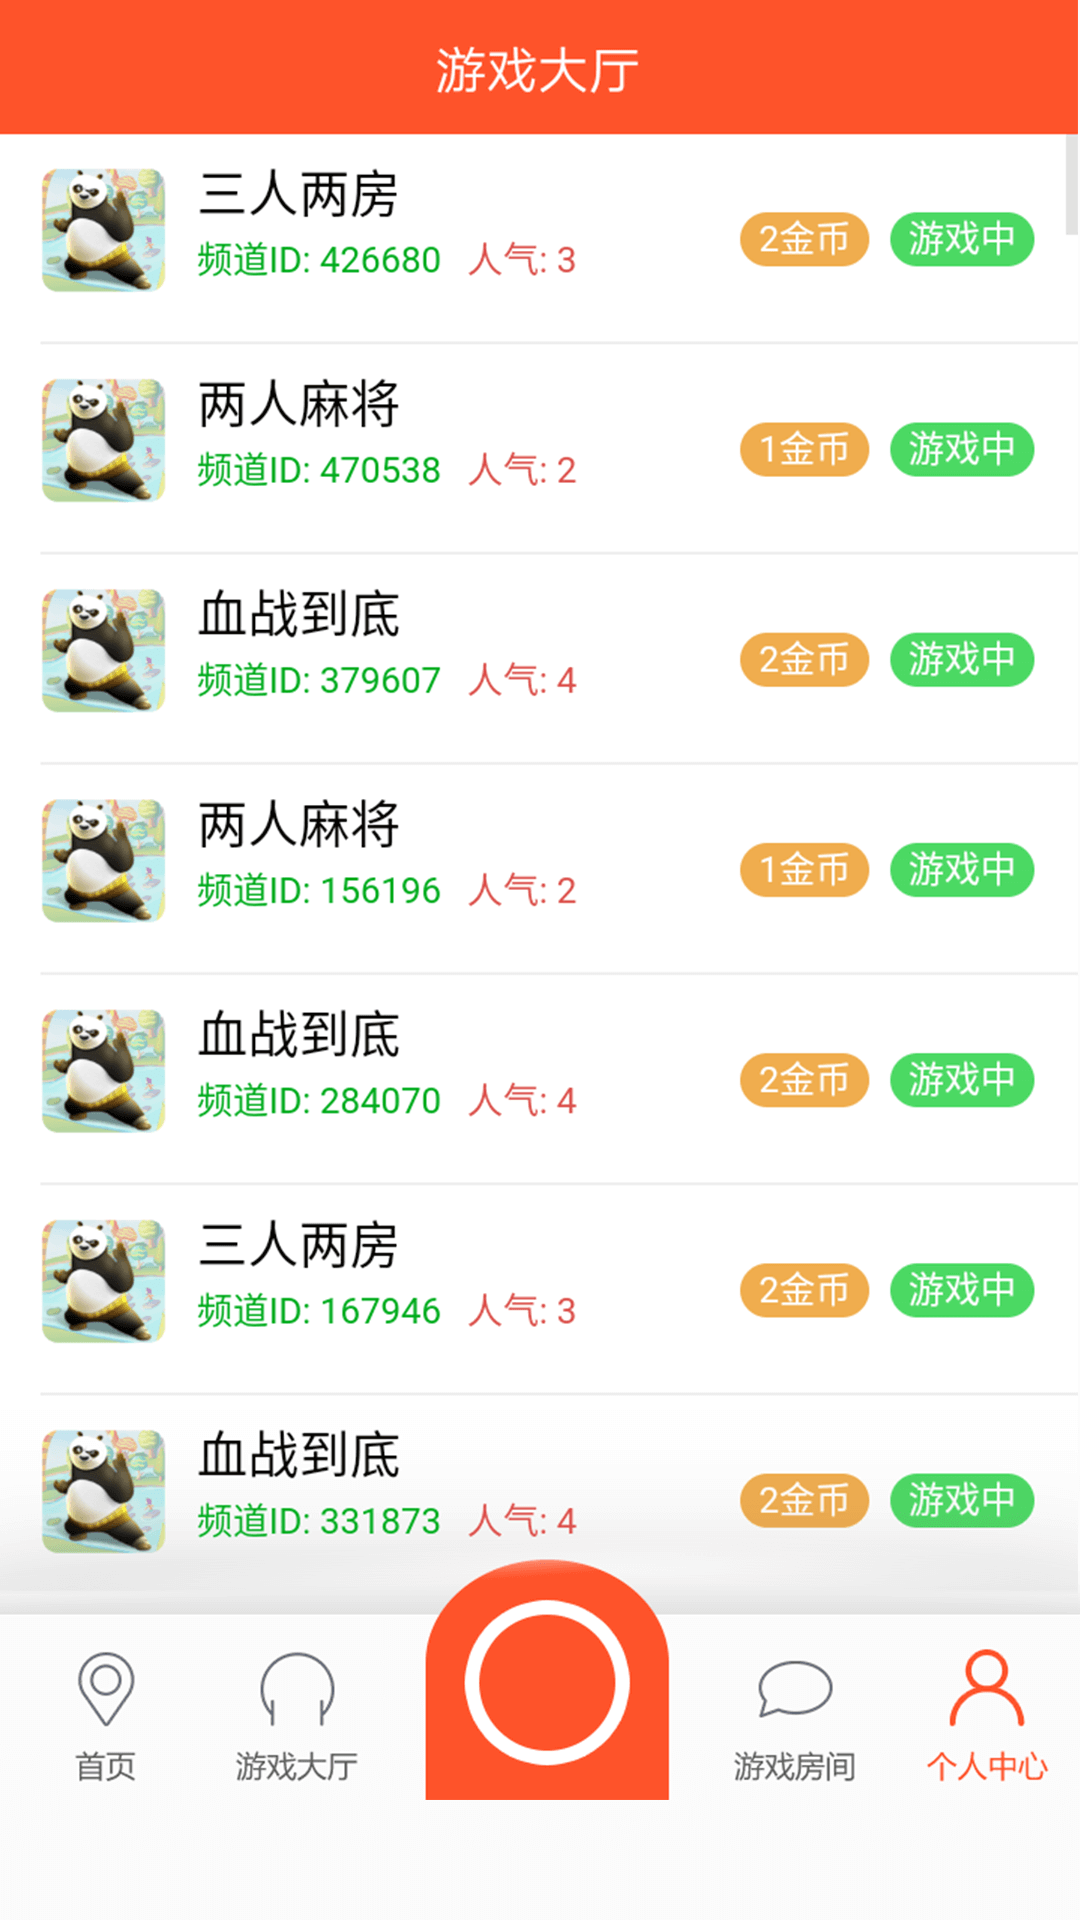 游戏大厅
三人两房
频道ID: 426680 人气: 3 2金币 游戏中
两人麻将
频道ID: 470538 人气: 2 1金币 游戏中
血战到底
频道ID: 379607 人气: 4 2金币 游戏中
两人麻将
频道ID: 156196 人气: 2 1金币 游戏中
血战到底
频道ID: 284070 人气: 4 2金币 游戏中
三人两房
频道ID: 167946 人气: 3 2金币 游戏中
血战到底
频道ID: 331873 人气: 4 2金币 游戏中
首页 游戏大厅 游戏房间 个人中心